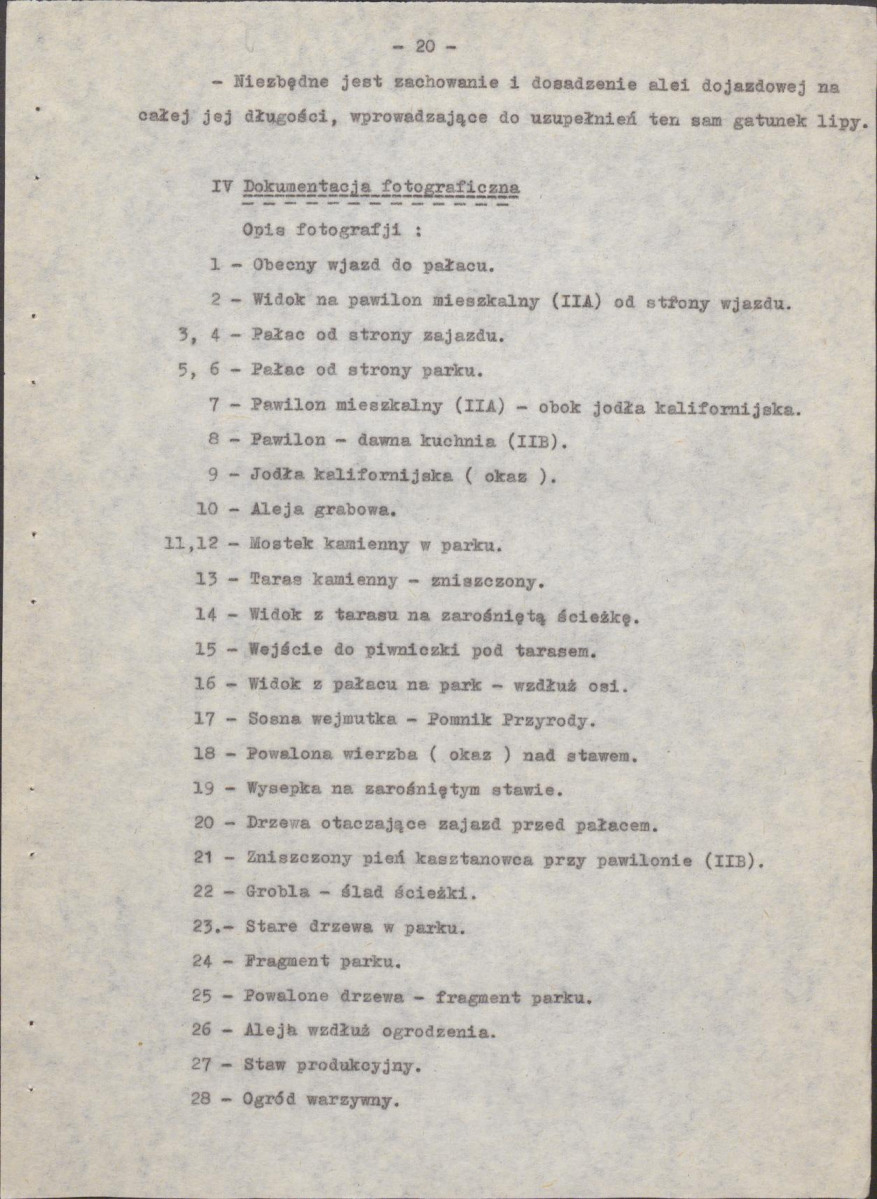 - 20 -
- Niezbędne jest zachowanie i dosadzenie alei dojazdowej na
całej jej długości, wprowadzające do uzupełnień ten sam gatunek lipy.
IV Dokumentacja fotograficzna
Opis fotografji :
1 - Obecny wjazd do pałacu.
2 - Widok na pawilon mieszkalny (IIA) od strony wjazdu.
3, 4 - Pałac od strony zajazdu.
5, 6 - Pałac od strony parku.
7 - Pawilon mieszkalny (IIA) - obok jodła kalifornijska.
8 - Pawilon - dawna kuchnia (IIB).
9 - Jodła kalifornijska ( okaz ).
10 - Aleja grabowa.
11,12 - Mostek kamienny w parku.
13 - Taras kamienny - zniszczony.
14 - Widok z tarasu na zarośniętą ścieżkę.
15 - Wejście do piwniczki pod tarasem.
16 - Widok z pałacu na park - wzdłuż osi.
17 - Sosna wejmutka - Pomnik Przyrody.
18 - Powalona wierzba ( okaz ) nad stawem.
19 - Wysepka na zarośniętym stawie.
20 - Drzewa otaczające zajazd przed pałacem.
21 - Zniszczony pień kasztanowca przy pawilonie (IIB).
22 - Grobla - ślad ścieżki.
23.- Stare drzewa w parku.
24 - Fragment parku.
25 - Powalone drzewa - fragment parku.
26 - Aleja wzdłuż ogrodzenia.
27 - Staw produkcyjny.
28 - Ogród warzywny.